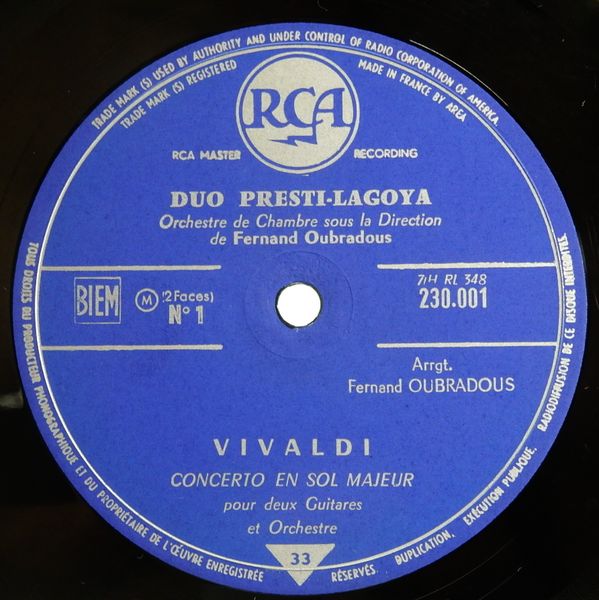 TRADE MARK (S) USED BY AUTHORITY AND UNDER CONTROL OF RADIO CORPORATION OF AMERICA.
TRADE MARK (S) REGISTERED
MADE IN FRANCE BY AREA
RCA
RCA MASTER RECORDING
DUO PRESTI-LAGOYA
Orchestre de Chambre sous la Direction
de Fernand Oubradous
BIEM
M (2 Faces)
N° 1
7H RL 348
230.001
Arrgt.
Fernand OUBRADOUS
VIVALDI
CONCERTO EN SOL MAJEUR
pour deux Guitares
et Orchestre
33
TOUS DROITS DU PRODUCTEUR PHONOGRAPHIQUE ET DU PROPRIÉTAIRE DE L'ŒUVRE ENREGISTRÉE RÉSERVÉS. DUPLICATION, EXÉCUTION PUBLIQUE, RADIODIFFUSION DE CE DISQUE INTERDITES.